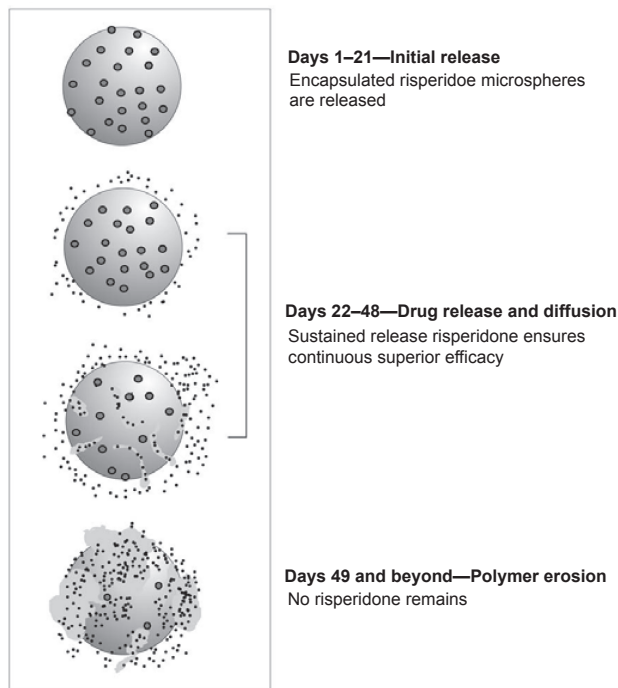 Days 1–21—Initial release
Encapsulated risperidoe microspheres
are released
Days 22–48—Drug release and diffusion
Sustained release risperidone ensures
continuous superior efficacy
Days 49 and beyond—Polymer erosion
No risperidone remains